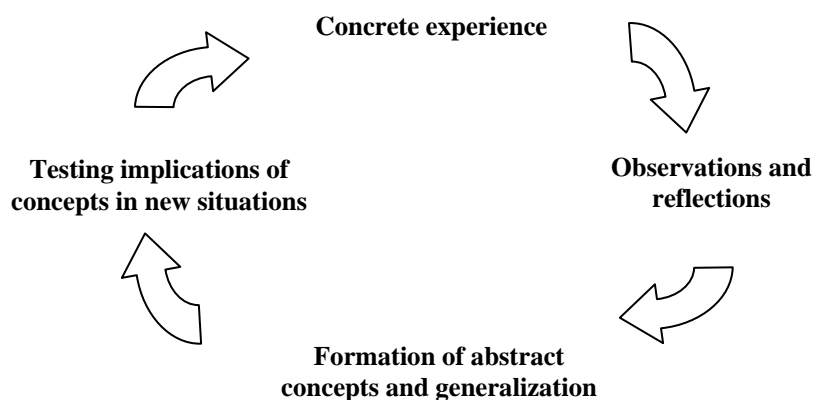 Concrete experience
Observations and
reflections
Formation of abstract
concepts and generalization
Testing implications of
concepts in new situations